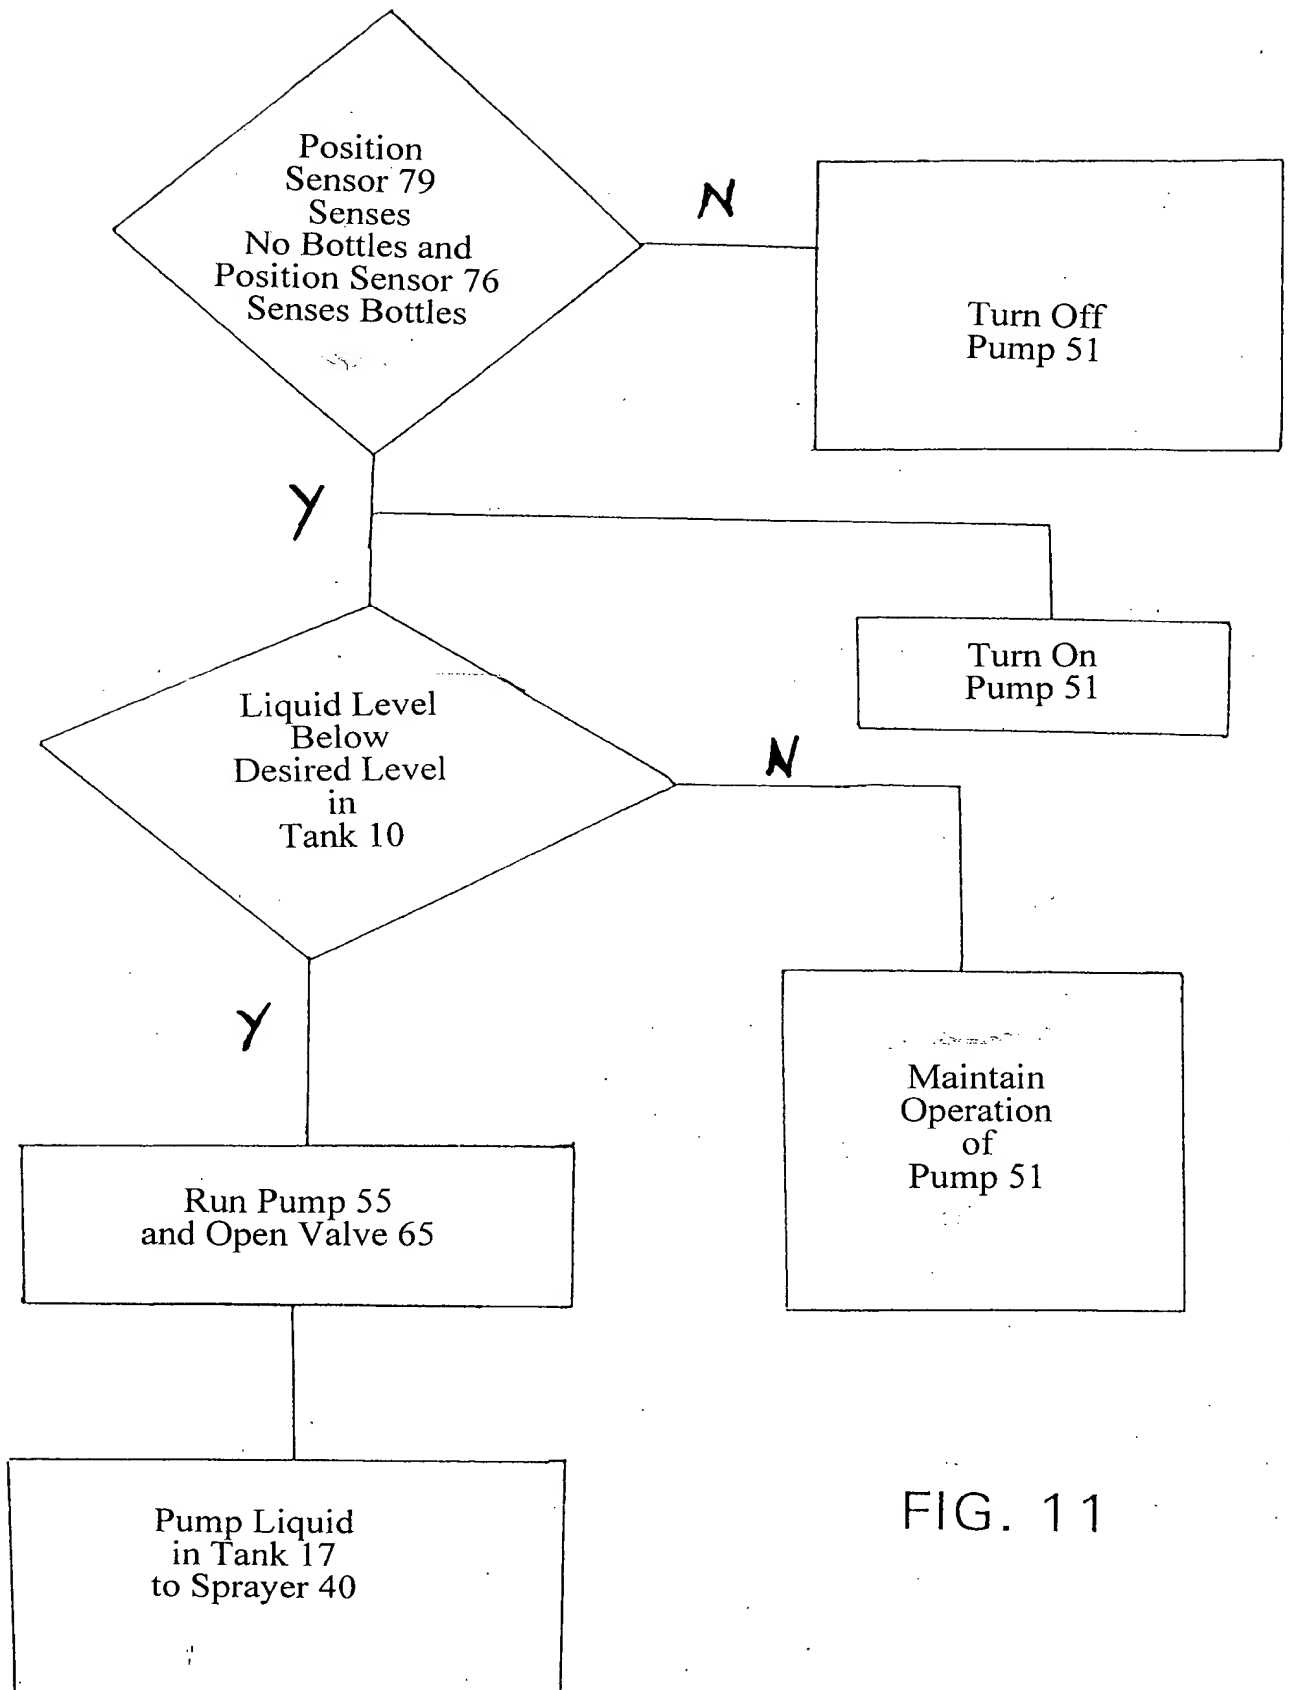 Position
Sensor 79
Senses
No Bottles and
Position Sensor 76
Senses Bottles
N
Turn Off
Pump 51
Y
Turn On
Pump 51
Liquid Level
Below
Desired Level
in
Tank 10
N
Y
Maintain
Operation
of
Pump 51
Run Pump 55
and Open Valve 65
Pump Liquid
in Tank 17
to Sprayer 40
FIG. 11